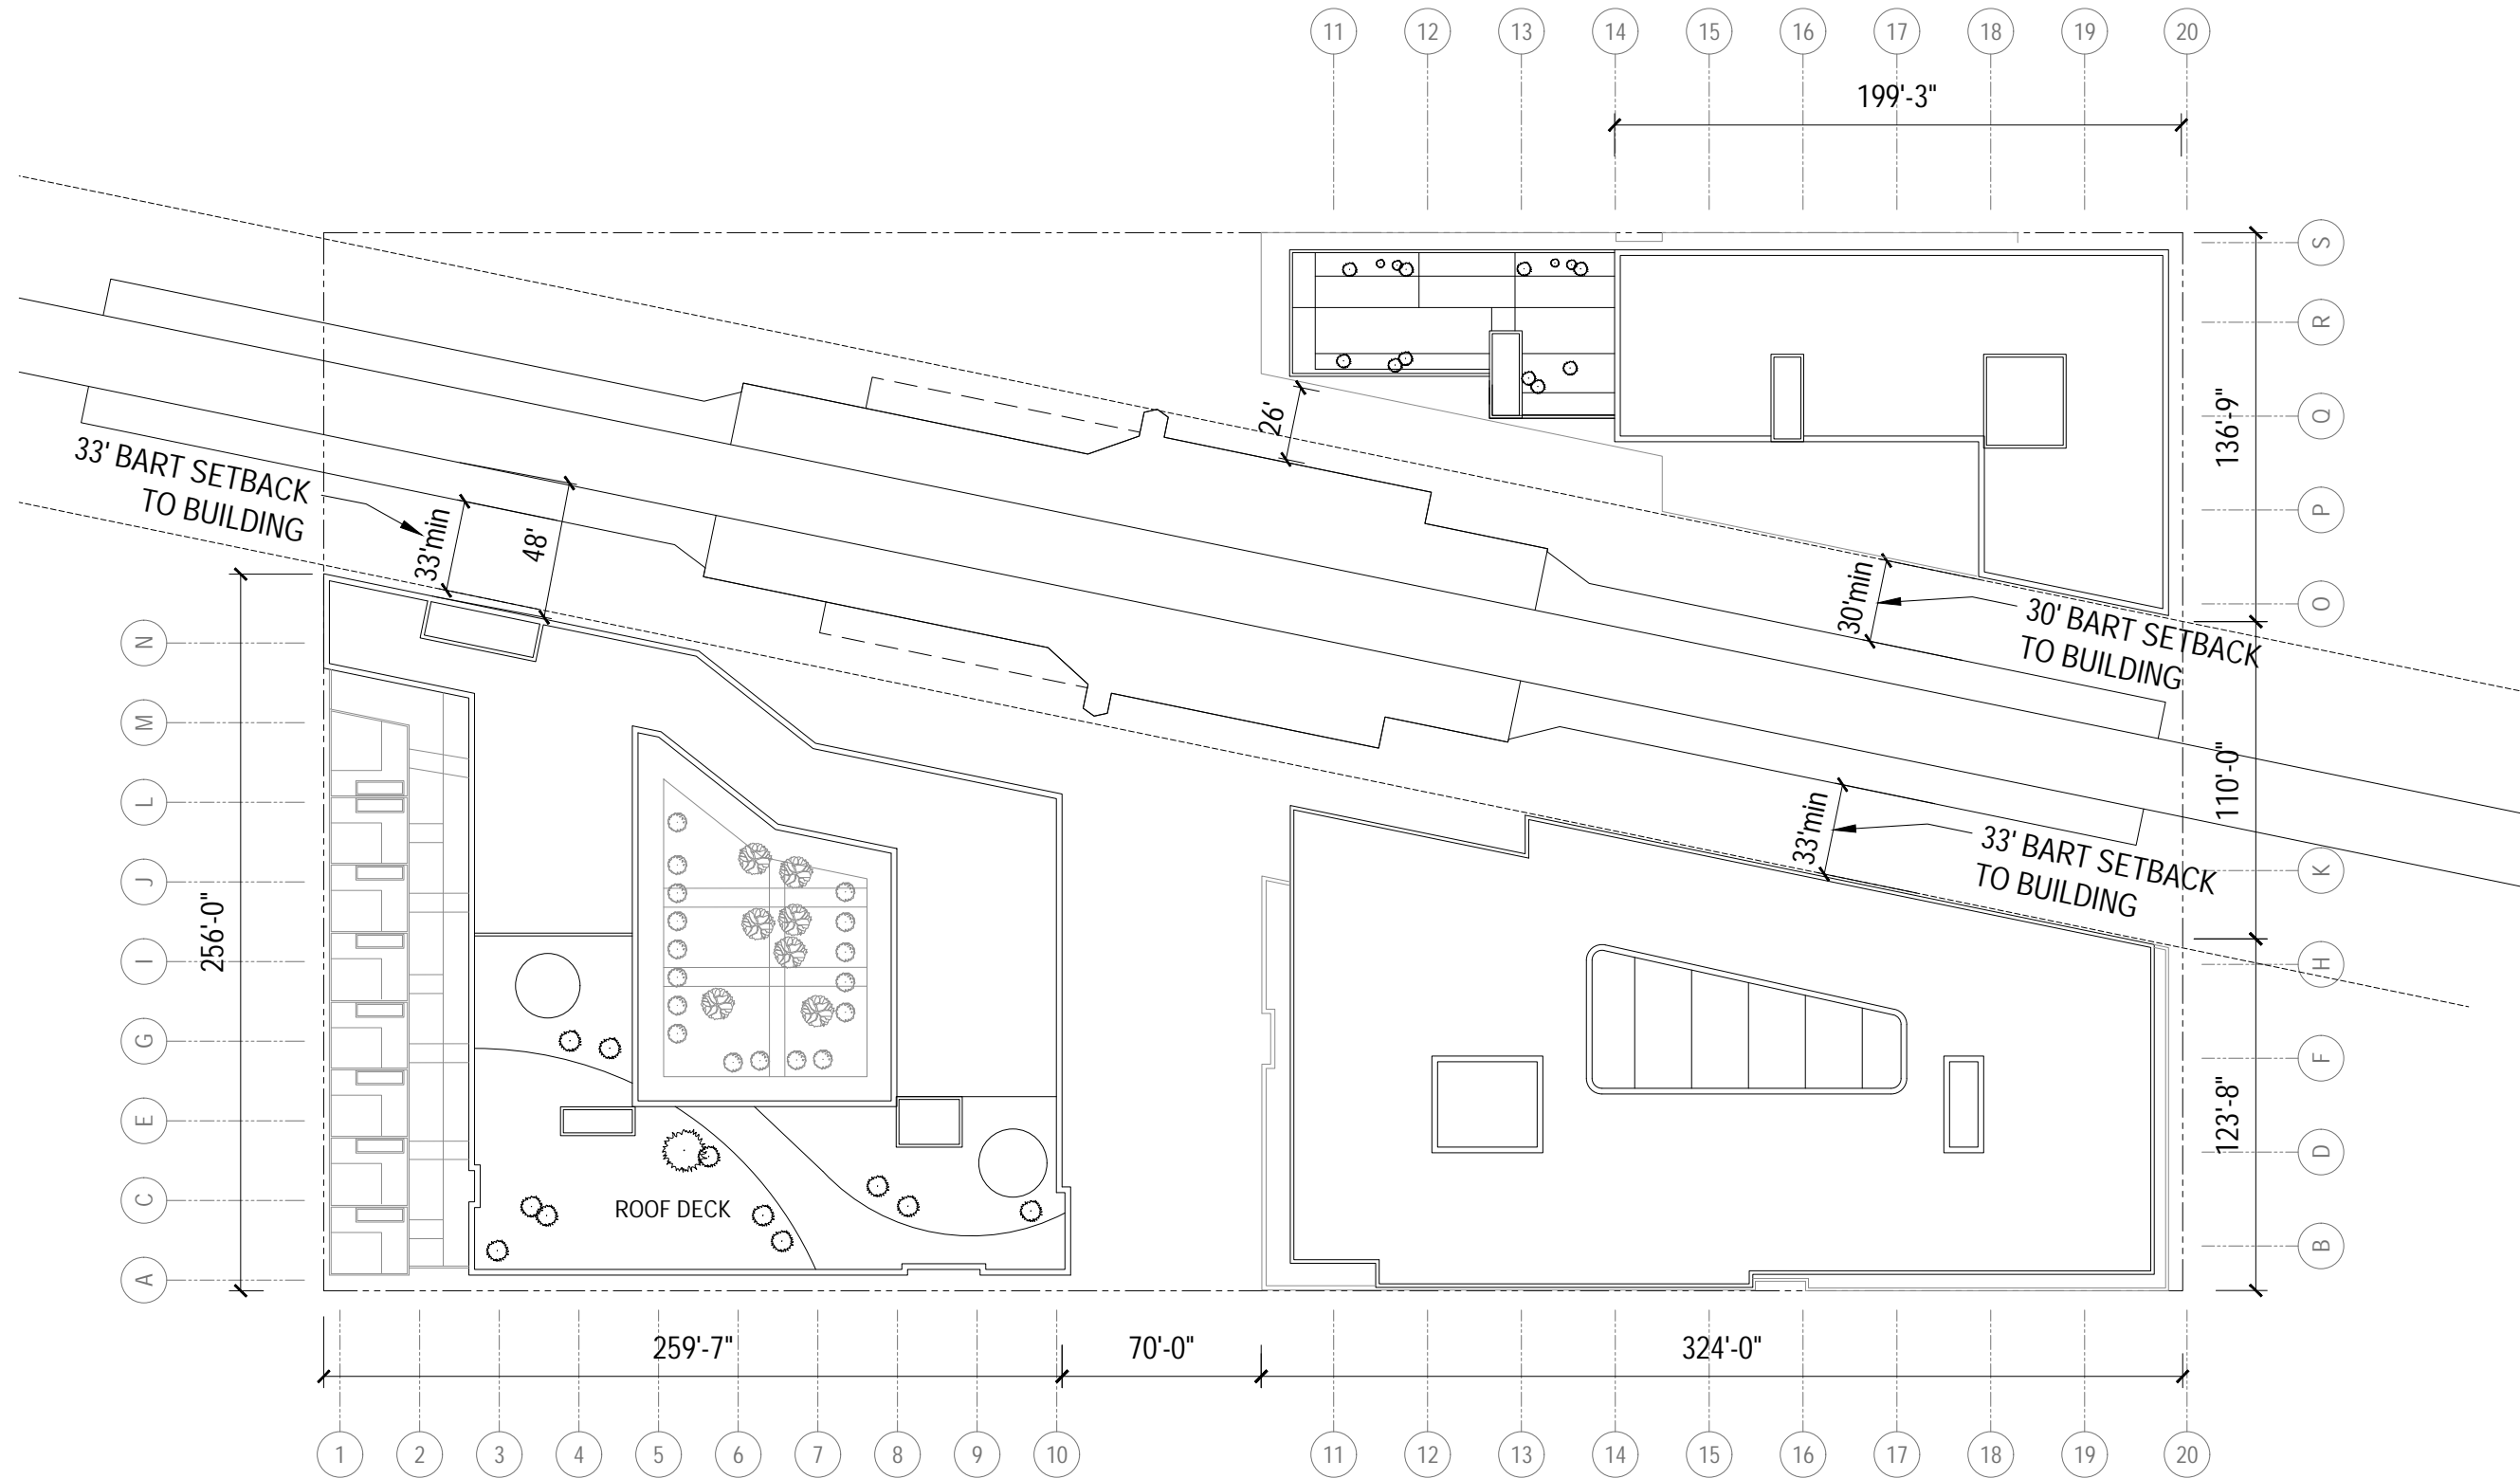 11 12 13 14 15 16 17 18 19 20
199'-3"
S
R
Q
P
O
136'-9"
26'
33' BART SETBACK
TO BUILDING
33'min
48'
30'min
30' BART SETBACK
TO BUILDING
110'-0"
33'min
33' BART SETBACK
TO BUILDING
N
M
L
J
I
G
E
C
A
256'-0"
K
H
F
D
B
123'-8"
ROOF DECK
259'-7" 70'-0" 324'-0"
1 2 3 4 5 6 7 8 9 10 11 12 13 14 15 16 17 18 19 20